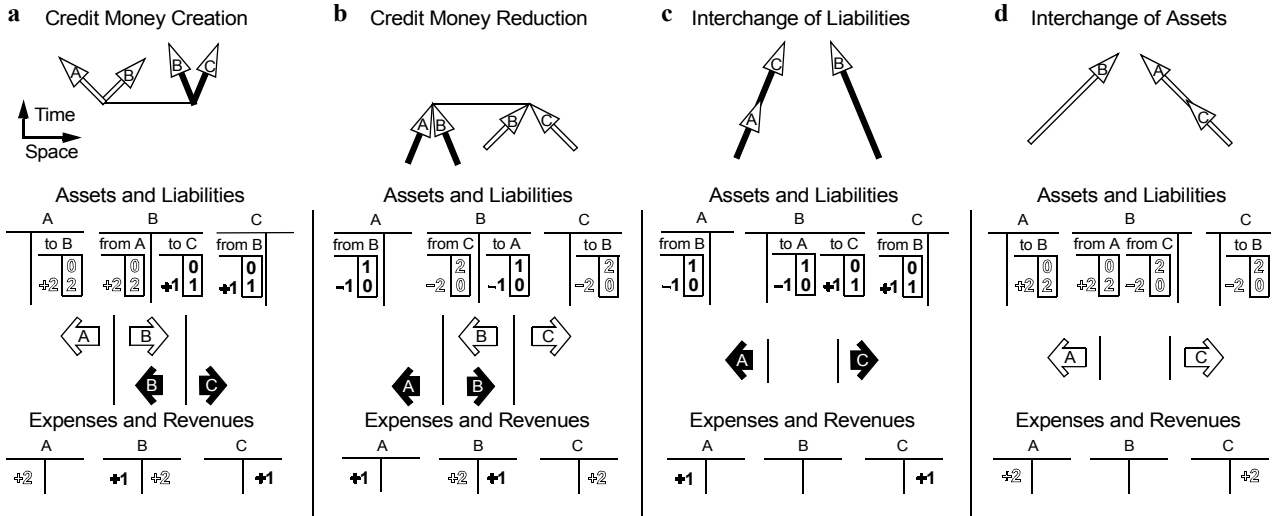 a Credit Money Creation
A B B C
Time
Space
Assets and Liabilities
A B C
to B from A to C from B
0 0 0 0
+2 2 +2 2 +1 1 +1 1
A B
B C
Expenses and Revenues
A B C
+2 +1 +2 +1
b Credit Money Reduction
A B B C
Assets and Liabilities
A B C
from B from C to A to B
1 2 1 2
-1 0 -2 0 -1 0 -2 0
B C
A B
Expenses and Revenues
A B C
+1 +2 +1 +2
c Interchange of Liabilities
C B
A
Assets and Liabilities
A B C
from B to A to C from B
1 1 0 0
-1 0 -1 0 +1 1 +1 1
A C
Expenses and Revenues
A B C
+1 +1
d Interchange of Assets
B A
C
Assets and Liabilities
A B C
to B from A from C to B
0 0 2 2
+2 2 +2 2 -2 0 -2 0
A C
Expenses and Revenues
A B C
+2 +2